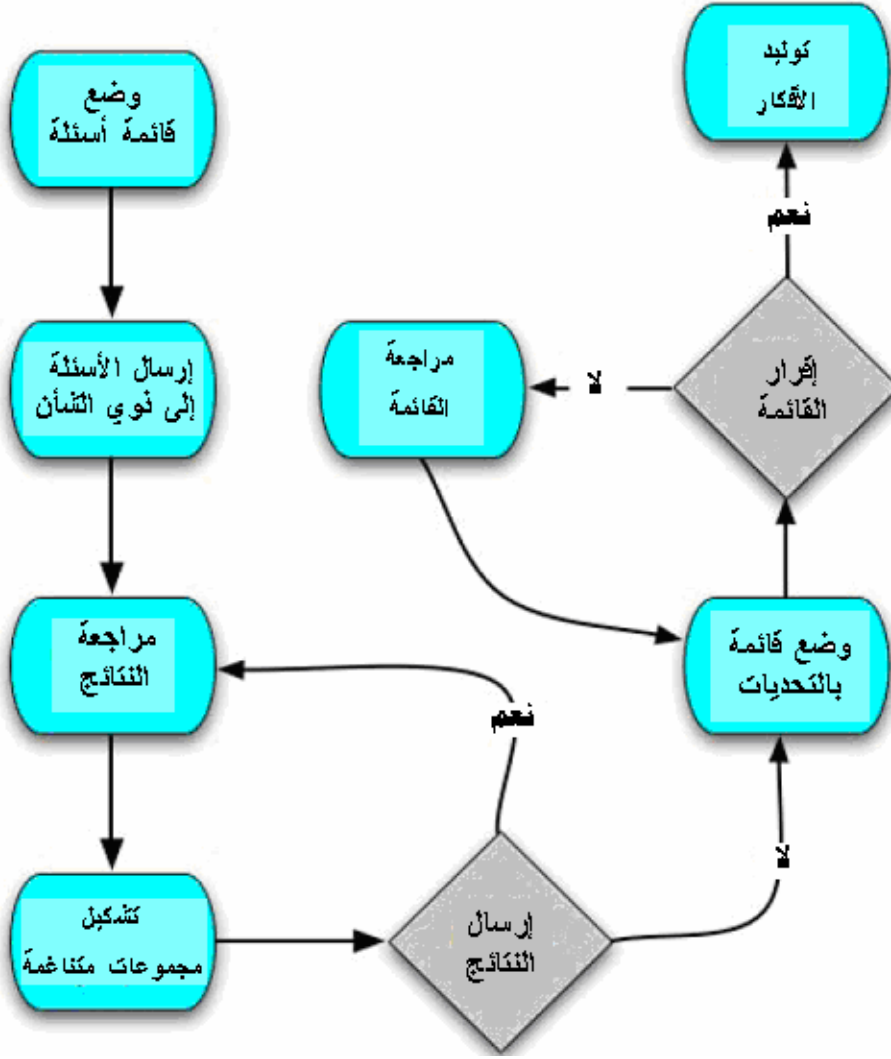 وضع
قائمة أسئلة
إرسال الأسئلة
إلى ذوي الشأن
مراجعة
النتائج
تشكيل
مجموعات متناغمة
إرسال
النتائج
نعم
لا
وضع قائمة
بالتحديات
إقرار
القائمة
لا
مراجعة
القائمة
نعم
توليد
الأفكار